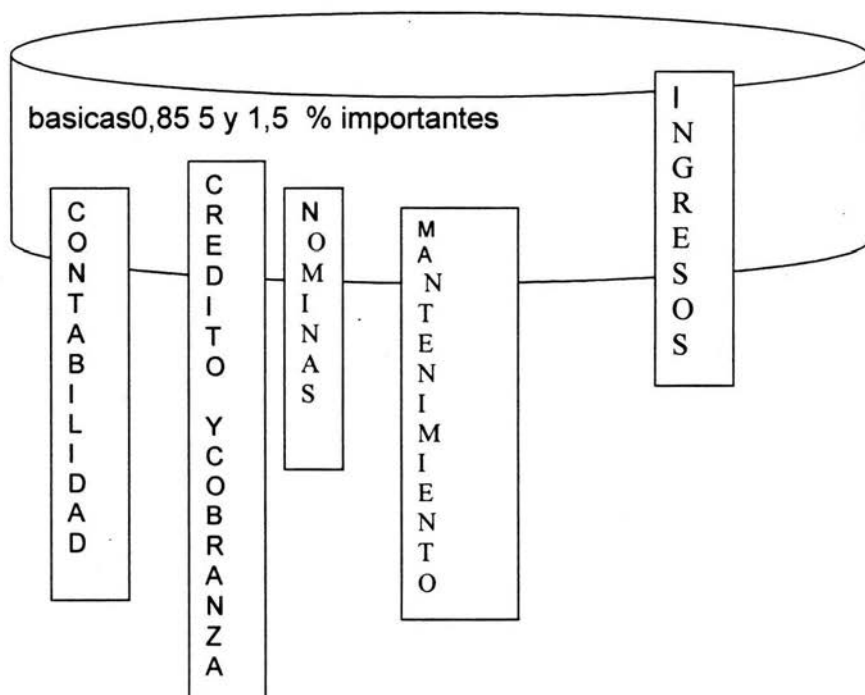 basicas0,85 5 y 1,5 % importantes
CONTABILIDAD
CREDITO YCOBRANZA
NOMINAS
MANTENIMIENTO
INGRESOS